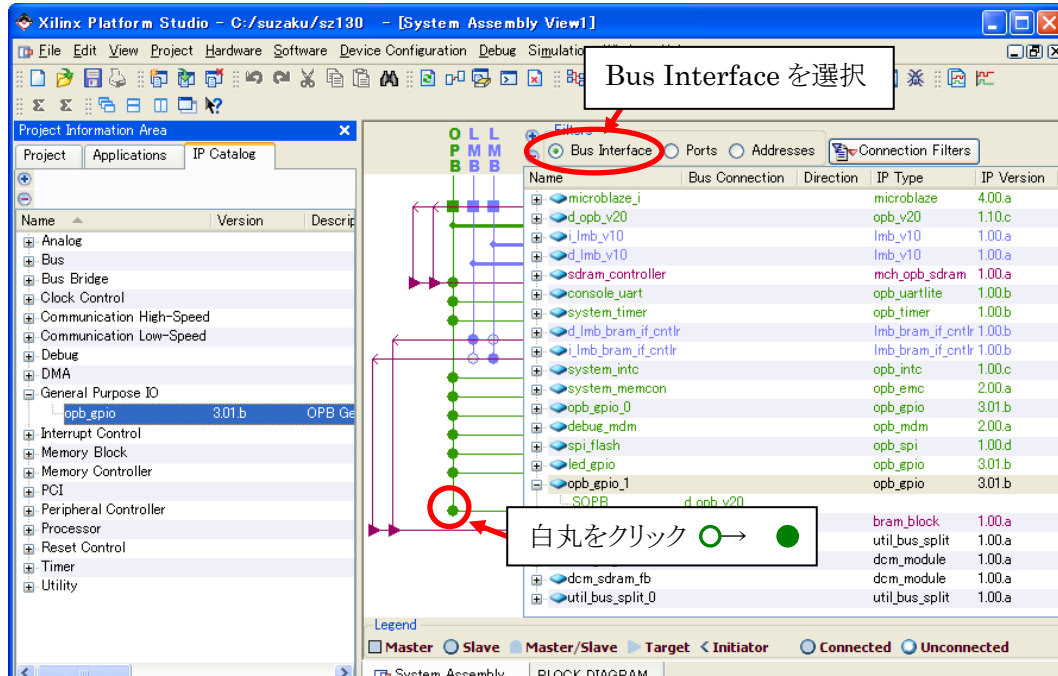 Xilinx Platform Studio - C:/suzaku/sz130 - [System Assembly View1]
File Edit View Project Hardware Software Device Configuration Debug Simulation
Bus Interface を選択
Project Information Area
Project Applications IP Catalog
Name Version Descrip
Analog
Bus
Bus Bridge
Clock Control
Communication High-Speed
Communication Low-Speed
Debug
DMA
General Purpose IO
opb_gpio 3.01.b OPB Ge
Interrupt Control
Memory Block
Memory Controller
PCI
Peripheral Controller
Processor
Reset Control
Timer
Utility
OPB LMB LMB
Filters
Bus Interface Ports Addresses Connection Filters
Name Bus Connection Direction IP Type IP Version
microblaze_i microblaze 4.00.a
d_opb_v20 opb_v20 1.10.c
i_lmb_v10 lmb_v10 1.00.a
d_lmb_v10 lmb_v10 1.00.a
sdram_controller mch_opb_sdram 1.00.a
console_uart opb_uartlite 1.00.b
system_timer opb_timer 1.00.b
d_lmb_bram_if_cntlr lmb_bram_if_cntlr 1.00.b
i_lmb_bram_if_cntlr lmb_bram_if_cntlr 1.00.b
system_intc opb_intc 1.00.c
system_memcon opb_emc 2.00.a
opb_gpio_0 opb_gpio 3.01.b
debug_mdm opb_mdm 2.00.a
spi_flash opb_spi 1.00.d
led_gpio opb_gpio 3.01.b
opb_gpio_1 opb_gpio 3.01.b
SOPB d_opb_v20
bram_block 1.00.a
util_bus_split 1.00.a
dcm_module 1.00.a
dcm_sdram_fb dcm_module 1.00.a
util_bus_split_0 util_bus_split 1.00.a
白丸をクリック ○→ ●
Legend
Master Slave Master/Slave Target Initiator Connected Unconnected
System Assembly BLOCK DIAGRAM